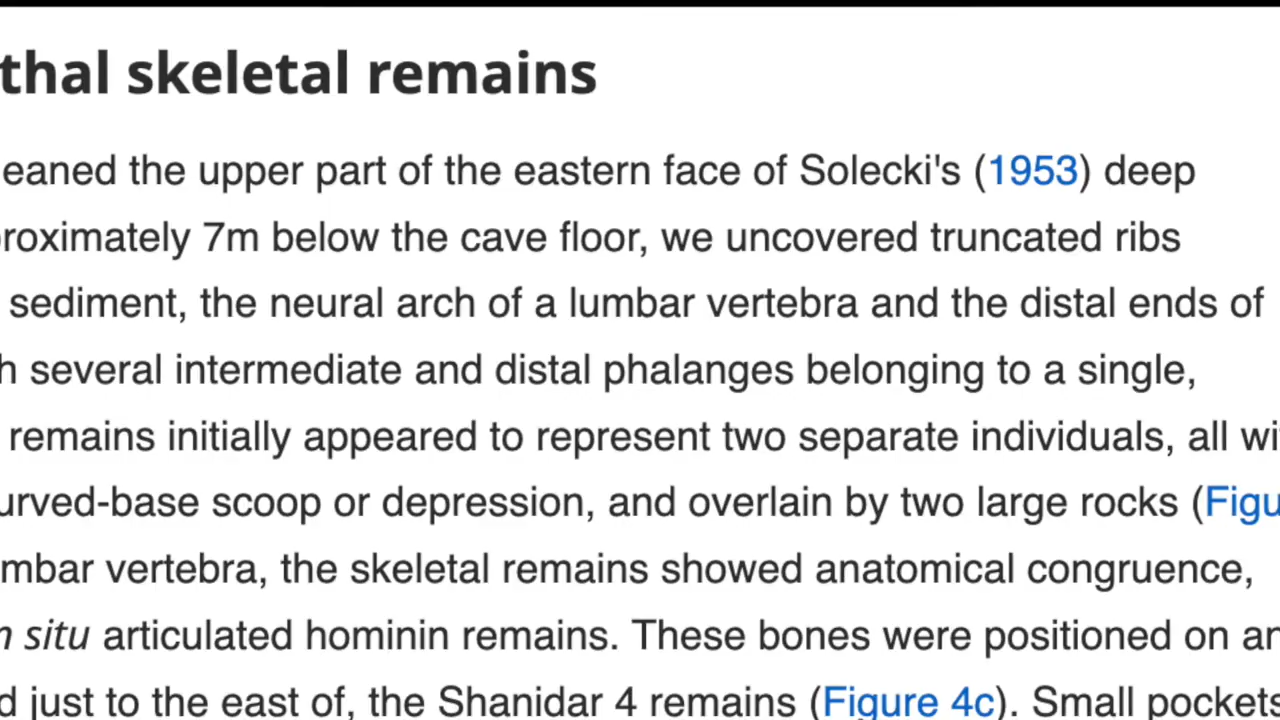 thal skeletal remains
eaned the upper part of the eastern face of Solecki's (1953) deep
roximately 7m below the cave floor, we uncovered truncated ribs
sediment, the neural arch of a lumbar vertebra and the distal ends of
h several intermediate and distal phalanges belonging to a single,
remains initially appeared to represent two separate individuals, all wi
urved-base scoop or depression, and overlain by two large rocks (Figu
mbar vertebra, the skeletal remains showed anatomical congruence,
n situ articulated hominin remains. These bones were positioned on an
d just to the east of, the Shanidar 4 remains (Figure 4c). Small pockets